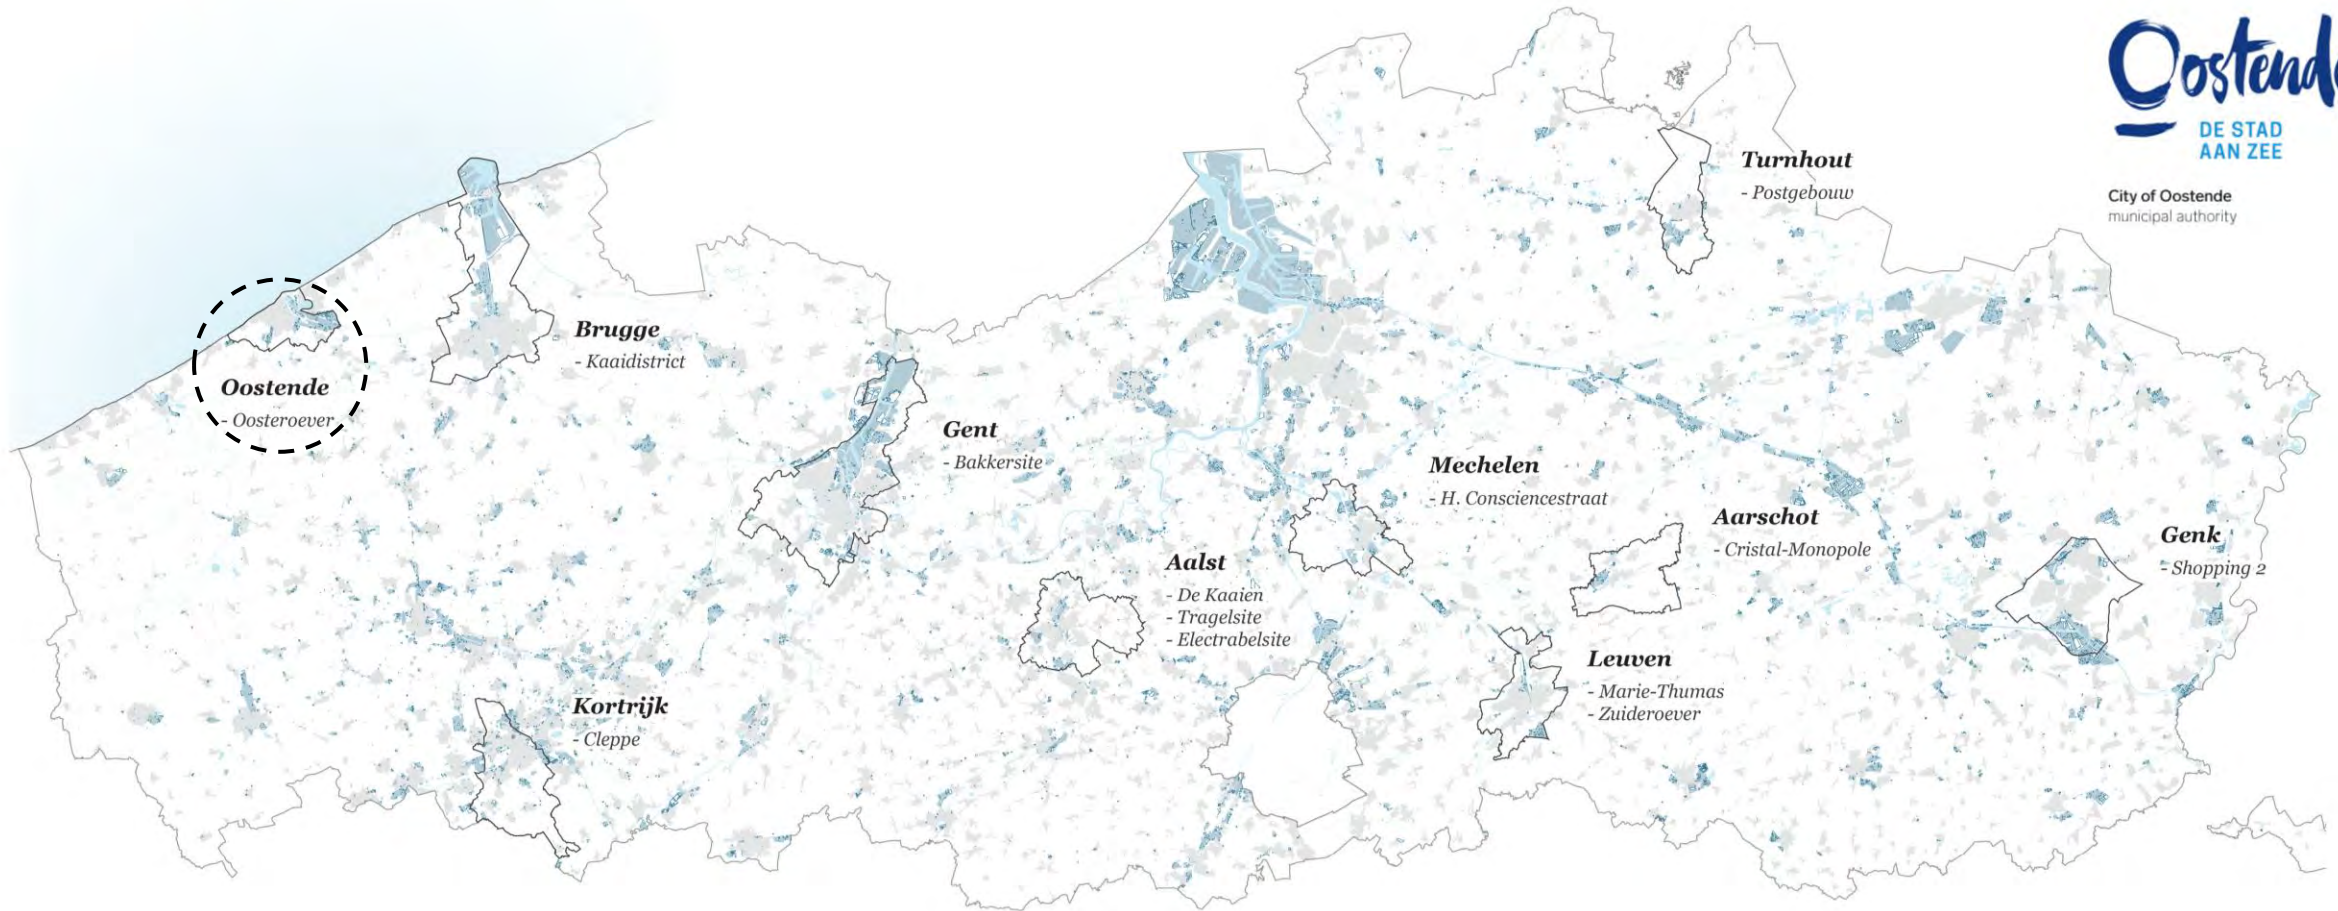 Oostende
DE STAD
AAN ZEE
City of Oostende
municipal authority
Turnhout
- Postgebouw
Brugge
- Kaaidistrict
Oostende
- Oosteroever
Gent
- Bakkersite
Mechelen
- H. Consciencestraat
Aarschot
- Cristal-Monopole
Genk
- Shopping 2
Aalst
- De Kaaien
- Tragelsite
- Electrabelsite
Leuven
- Marie-Thumas
- Zuideroever
Kortrijk
- Cleppe